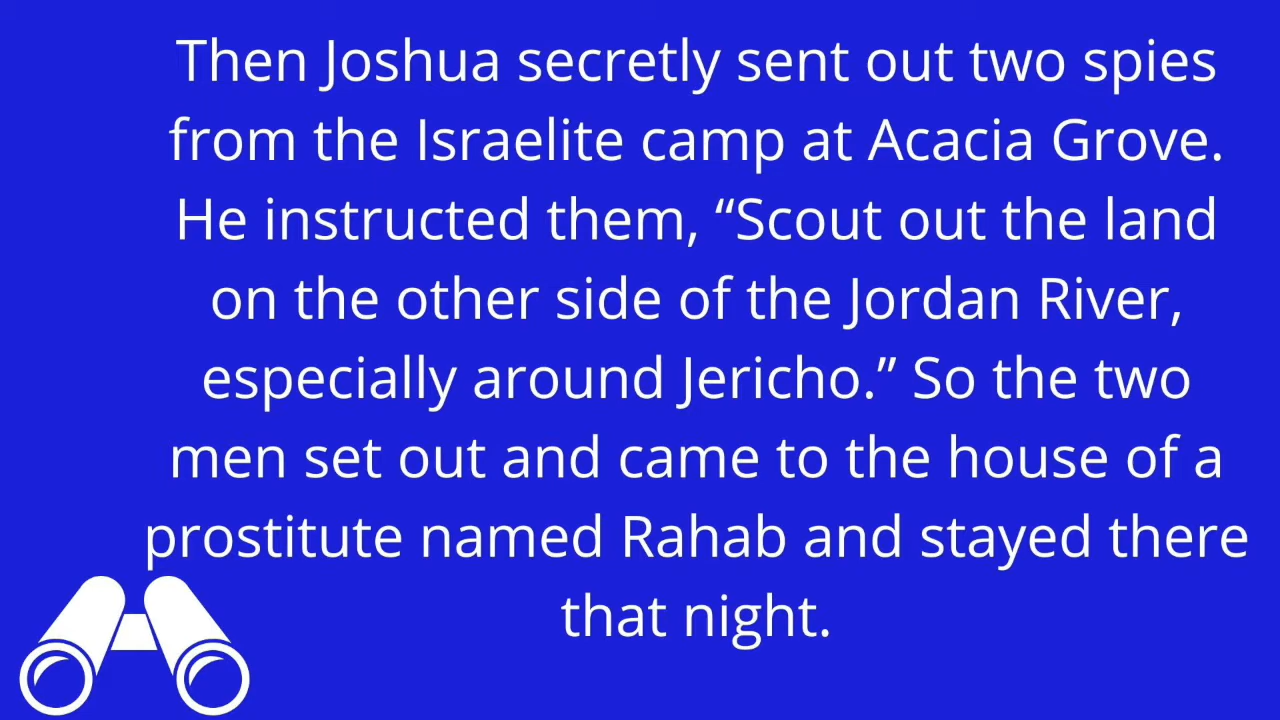 Then Joshua secretly sent out two spies
from the Israelite camp at Acacia Grove.
He instructed them, “Scout out the land
on the other side of the Jordan River,
especially around Jericho.” So the two
men set out and came to the house of a
prostitute named Rahab and stayed there
that night.